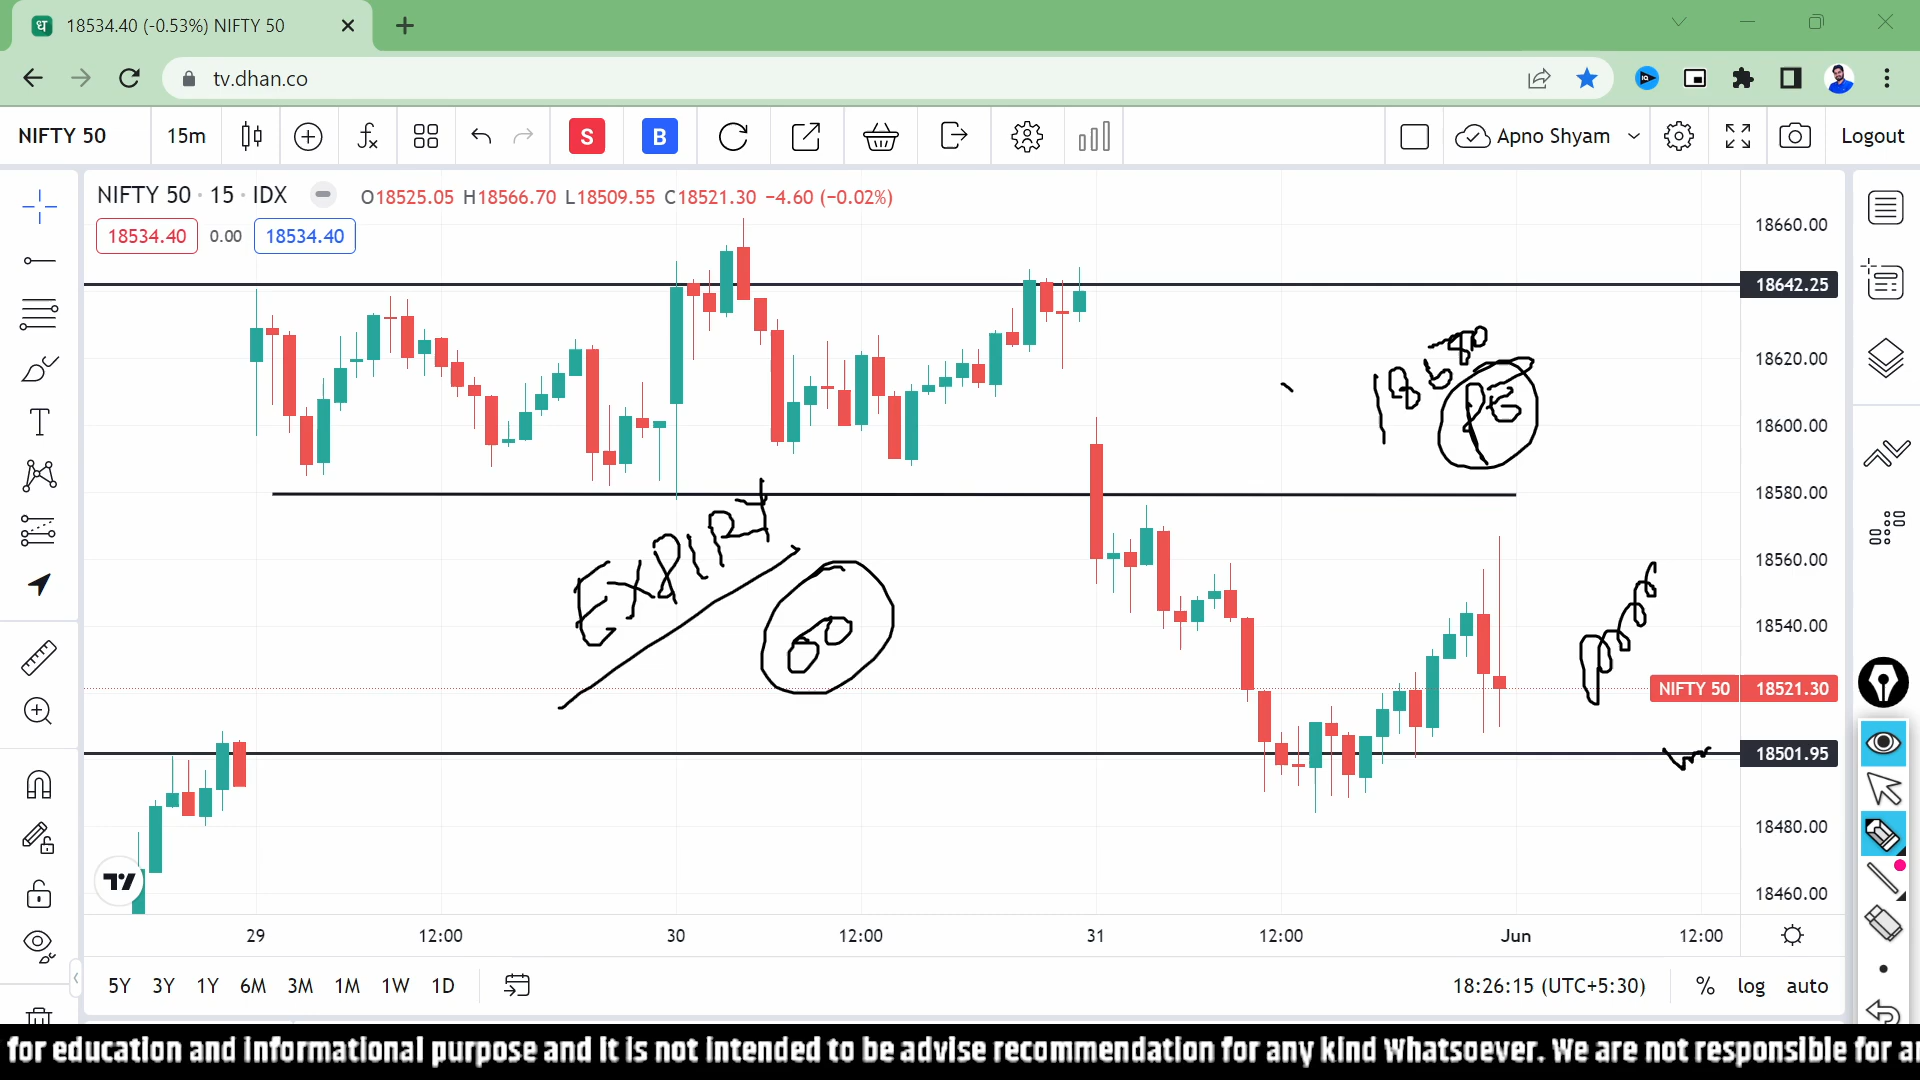 18534.40 (-0.53%) NIFTY 50
tv.dhan.co
NIFTY 50 15m S B Apno Shyam Logout
NIFTY 50 · 15 · IDX O18525.05 H18566.70 L18509.55 C18521.30 −4.60 (−0.02%)
18534.40 0.00 18534.40
18660.00
18642.25
18620.00
18600.00
18580.00
18560.00
18540.00
NIFTY 50 18521.30
18501.95
18480.00
18460.00
PE
EXPIRY
60
29 12:00 30 12:00 31 12:00 Jun 12:00
5Y 3Y 1Y 6M 3M 1M 1W 1D 18:26:15 (UTC+5:30) % log auto
for education and informational purpose and it is not intended to be advise recommendation for any kind Whatsoever. We are not responsible for